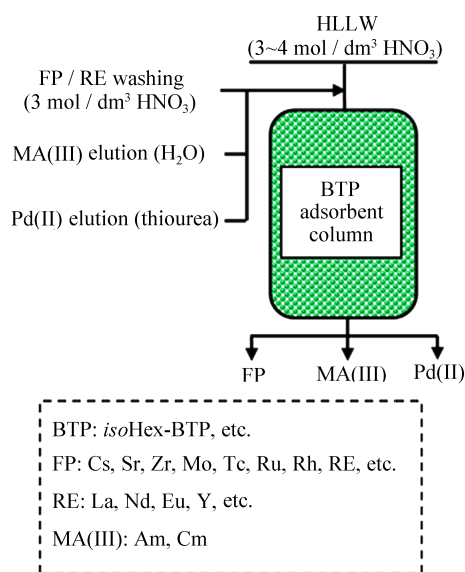 HLLW
(3~4 mol / dm³ HNO₃)
FP / RE washing
(3 mol / dm³ HNO₃)
MA(III) elution (H₂O)
Pd(II) elution (thiourea)
BTP
adsorbent
column
FP
MA(III)
Pd(II)
BTP: isoHex-BTP, etc.
FP: Cs, Sr, Zr, Mo, Tc, Ru, Rh, RE, etc.
RE: La, Nd, Eu, Y, etc.
MA(III): Am, Cm